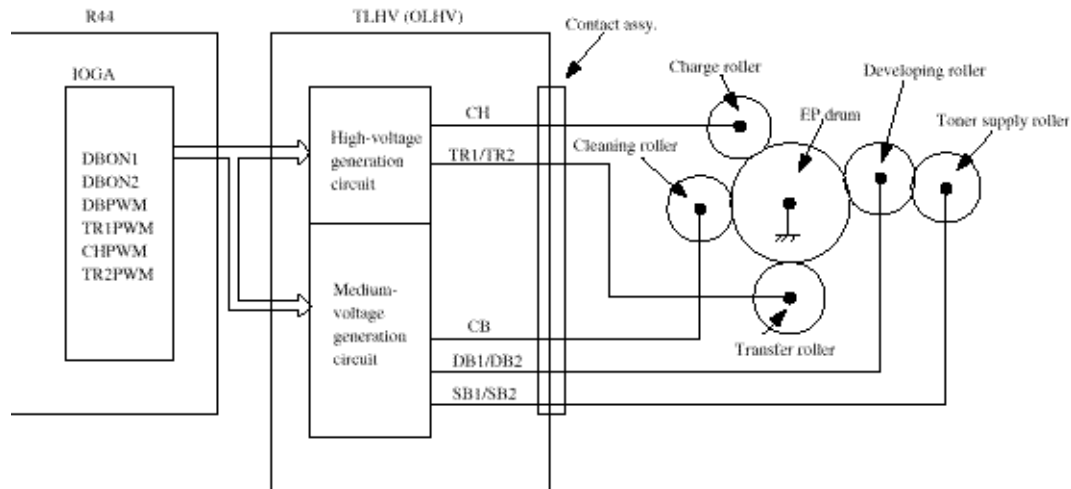 R44
TLHV (OLHV)
Contact assy.
IOGA
DBON1
DBON2
DBPWM
TR1PWM
CHPWM
TR2PWM
High-voltage
generation
circuit
Medium-
voltage
generation
circuit
CH
TR1/TR2
CB
DB1/DB2
SB1/SB2
Charge roller
Developing roller
EP drum
Toner supply roller
Cleaning roller
Transfer roller